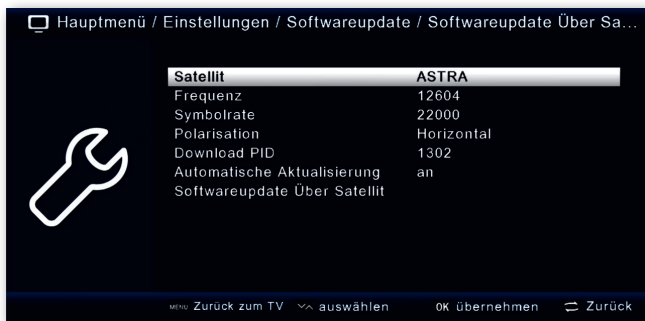 Hauptmenü / Einstellungen / Softwareupdate / Softwareupdate Über Sa...
Satellit ASTRA
Frequenz 12604
Symbolrate 22000
Polarisation Horizontal
Download PID 1302
Automatische Aktualisierung an
Softwareupdate Über Satellit
MENU Zurück zum TV auswählen OK übernehmen Zurück